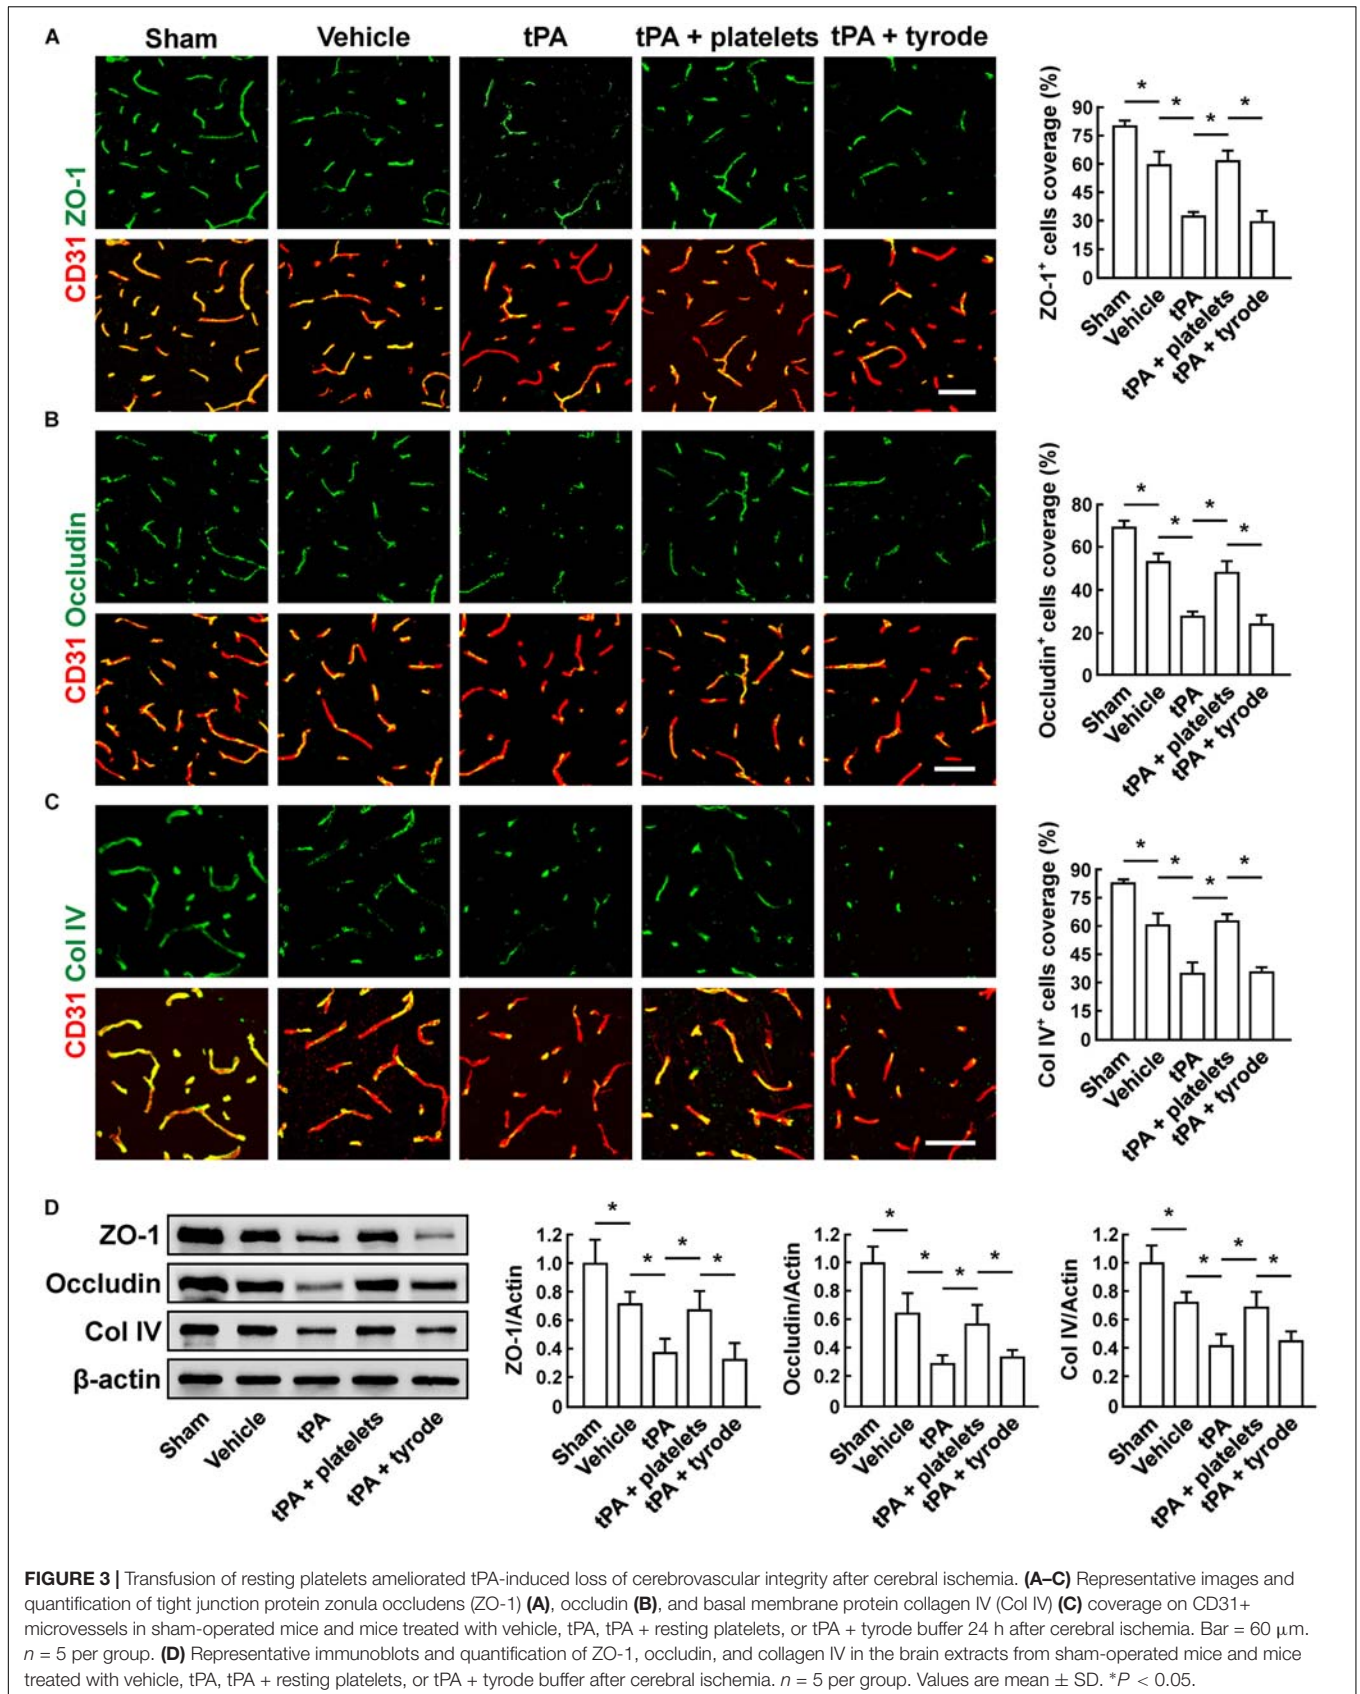 A
Sham
Vehicle
tPA
tPA + platelets
tPA + tyrode
ZO-1
CD31
ZO-1+ cells coverage (%)
90
75
60
45
30
15
0
* * * *
Sham
Vehicle
tPA
tPA + platelets
tPA + tyrode
B
Occludin
CD31
Occludin+ cells coverage (%)
80
60
40
20
0
* * * *
Sham
Vehicle
tPA
tPA + platelets
tPA + tyrode
C
Col IV
CD31
Col IV+ cells coverage (%)
90
75
60
45
30
15
0
* * * *
Sham
Vehicle
tPA
tPA + platelets
tPA + tyrode
D
ZO-1
Occludin
Col IV
β-actin
Sham
Vehicle
tPA
tPA + platelets
tPA + tyrode
ZO-1/Actin
1.2
1.0
0.8
0.6
0.4
0.2
0
* * * *
Sham
Vehicle
tPA
tPA + platelets
tPA + tyrode
Occludin/Actin
1.2
1.0
0.8
0.6
0.4
0.2
0
* * * *
Sham
Vehicle
tPA
tPA + platelets
tPA + tyrode
Col IV/Actin
1.2
1.0
0.8
0.6
0.4
0.2
0
* * * *
Sham
Vehicle
tPA
tPA + platelets
tPA + tyrode
FIGURE 3 | Transfusion of resting platelets ameliorated tPA-induced loss of cerebrovascular integrity after cerebral ischemia. (A–C) Representative images and
quantification of tight junction protein zonula occludens (ZO-1) (A), occludin (B), and basal membrane protein collagen IV (Col IV) (C) coverage on CD31+
microvessels in sham-operated mice and mice treated with vehicle, tPA, tPA + resting platelets, or tPA + tyrode buffer 24 h after cerebral ischemia. Bar = 60 μm.
n = 5 per group. (D) Representative immunoblots and quantification of ZO-1, occludin, and collagen IV in the brain extracts from sham-operated mice and mice
treated with vehicle, tPA, tPA + resting platelets, or tPA + tyrode buffer after cerebral ischemia. n = 5 per group. Values are mean ± SD. *P < 0.05.